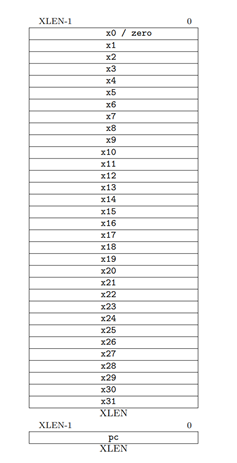 XLEN-1 0
x0 / zero
x1
x2
x3
x4
x5
x6
x7
x8
x9
x10
x11
x12
x13
x14
x15
x16
x17
x18
x19
x20
x21
x22
x23
x24
x25
x26
x27
x28
x29
x30
x31
XLEN
XLEN-1 0
pc
XLEN